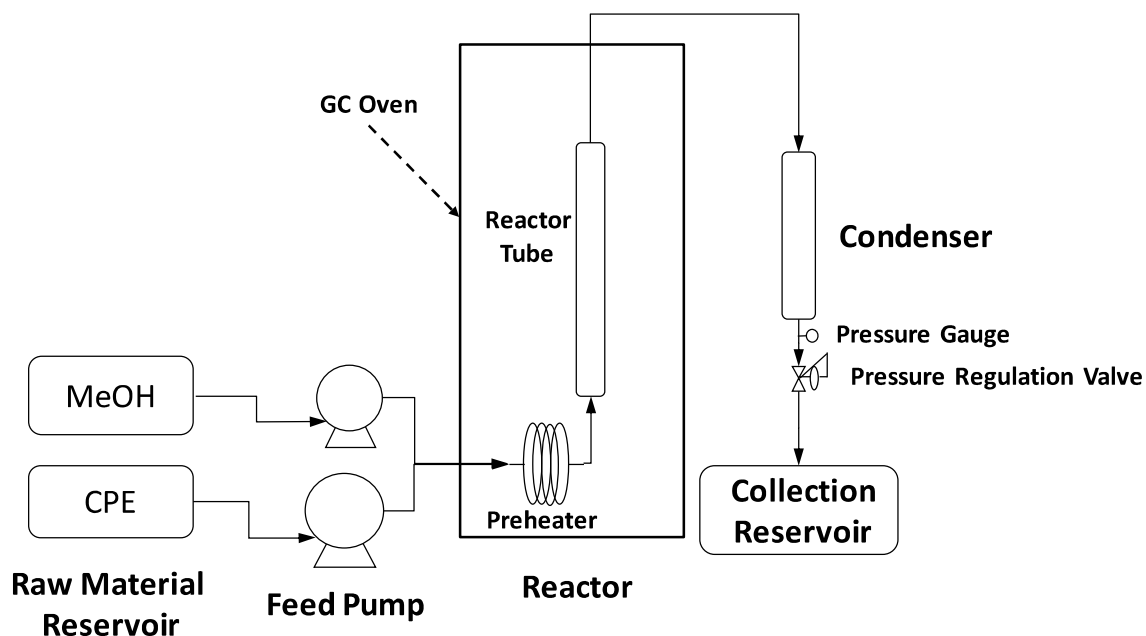 GC Oven
Reactor
Tube
Condenser
Pressure Gauge
Pressure Regulation Valve
MeOH
CPE
Preheater
Collection
Reservoir
Raw Material
Reservoir
Feed Pump
Reactor